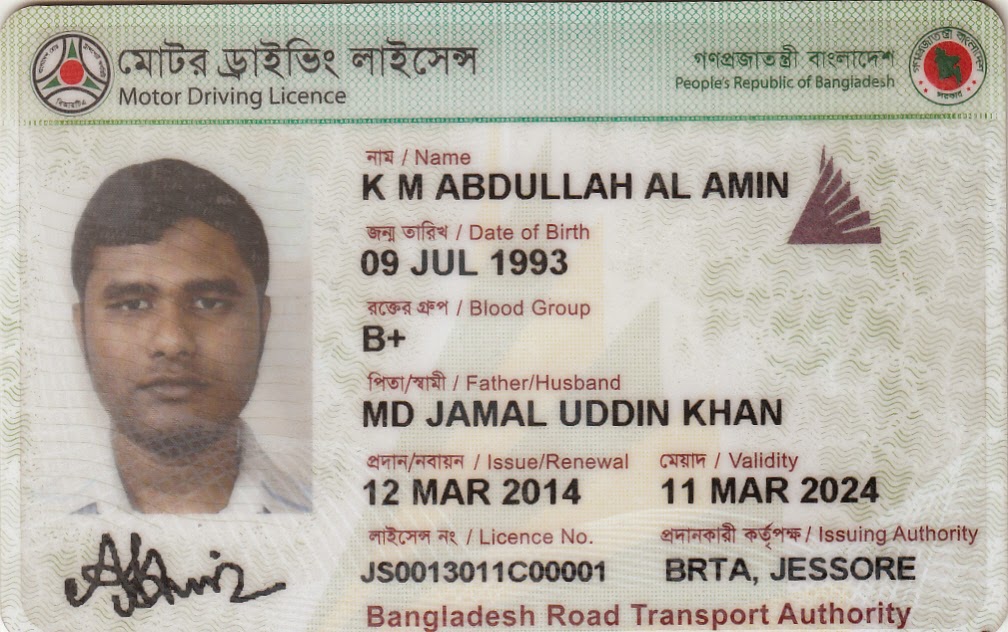 মোটর ড্রাইভিং লাইসেন্স
Motor Driving Licence
গণপ্রজাতন্ত্রী বাংলাদেশ
People's Republic of Bangladesh
নাম / Name
K M ABDULLAH AL AMIN
জন্ম তারিখ / Date of Birth
09 JUL 1993
রক্তের গ্রুপ / Blood Group
B+
পিতা/স্বামী / Father/Husband
MD JAMAL UDDIN KHAN
প্রদান/নবায়ন / Issue/Renewal মেয়াদ / Validity
12 MAR 2014 11 MAR 2024
লাইসেন্স নং / Licence No. প্রদানকারী কর্তৃপক্ষ / Issuing Authority
JS0013011C00001 BRTA, JESSORE
Bangladesh Road Transport Authority